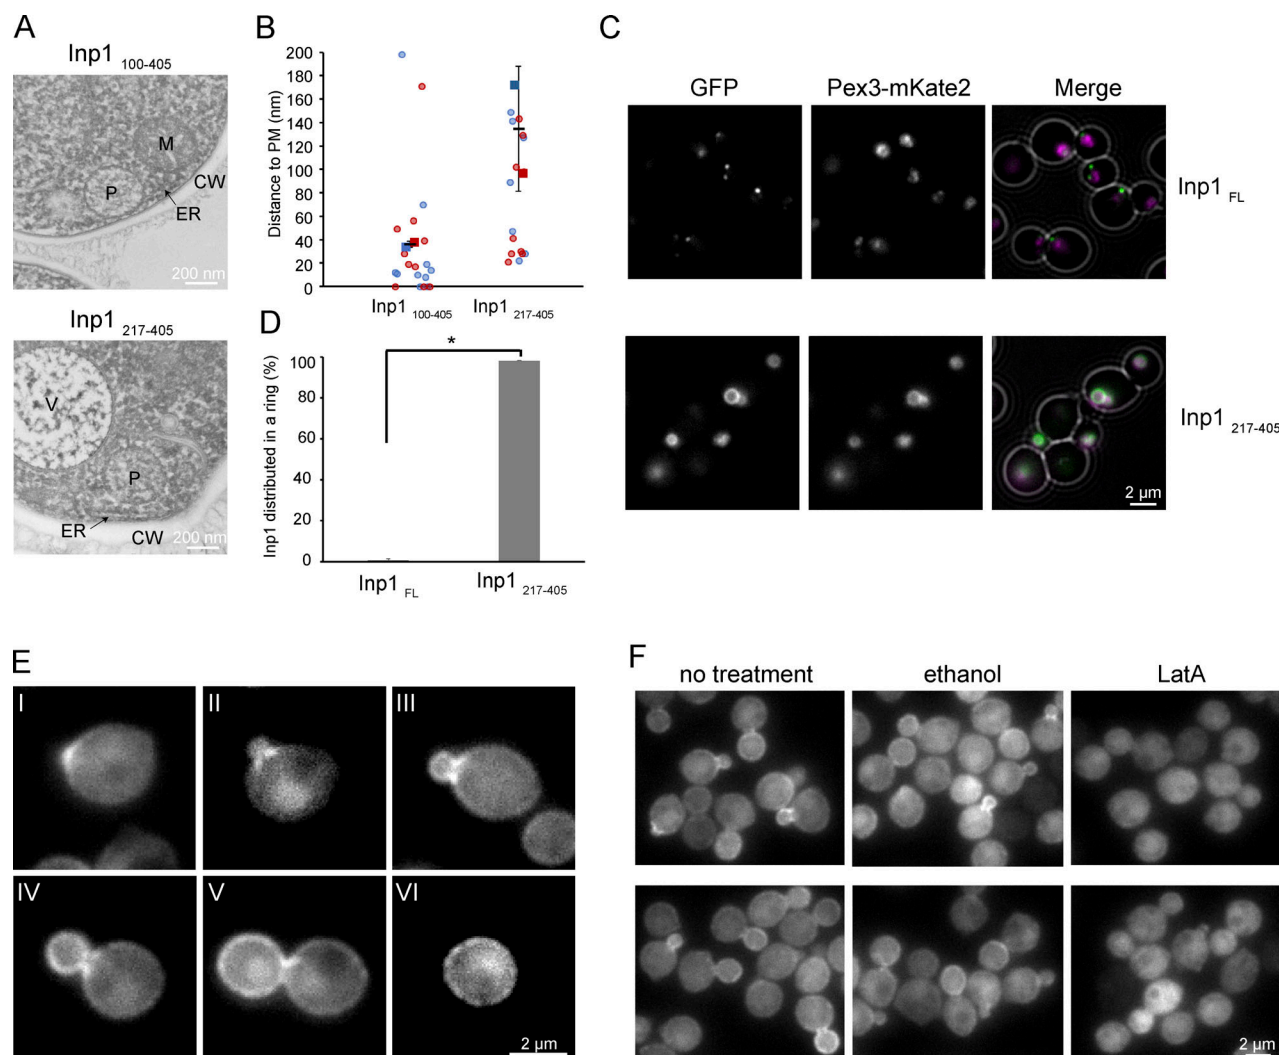 A
Inp1 100-405
M
P
CW
ER
200 nm
Inp1 217-405
V
P
ER
CW
200 nm
B
Distance to PM (nm)
200
180
160
140
120
100
80
60
40
20
0
Inp1 100-405
Inp1 217-405
C
GFP
Pex3-mKate2
Merge
Inp1 FL
Inp1 217-405
2 µm
D
Inp1 distributed in a ring (%)
100
80
60
40
20
0
*
Inp1 FL
Inp1 217-405
E
I
II
III
IV
V
VI
2 µm
F
no treatment
ethanol
LatA
2 µm